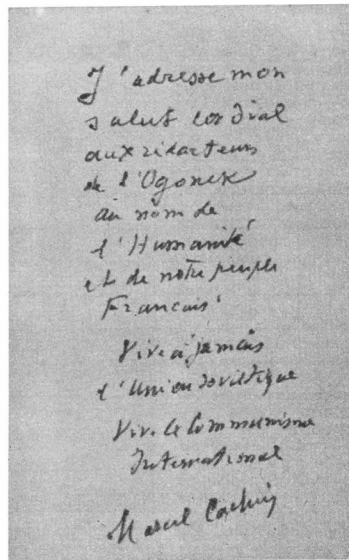 J'adresse mon
salut cordial
aux rédacteurs
de l'Ogonek
au nom de
l'Humanité
et de notre peuple
Français
Vive à jamais
l'Union Soviétique
Vive le Communisme
International
Marcel Cachin